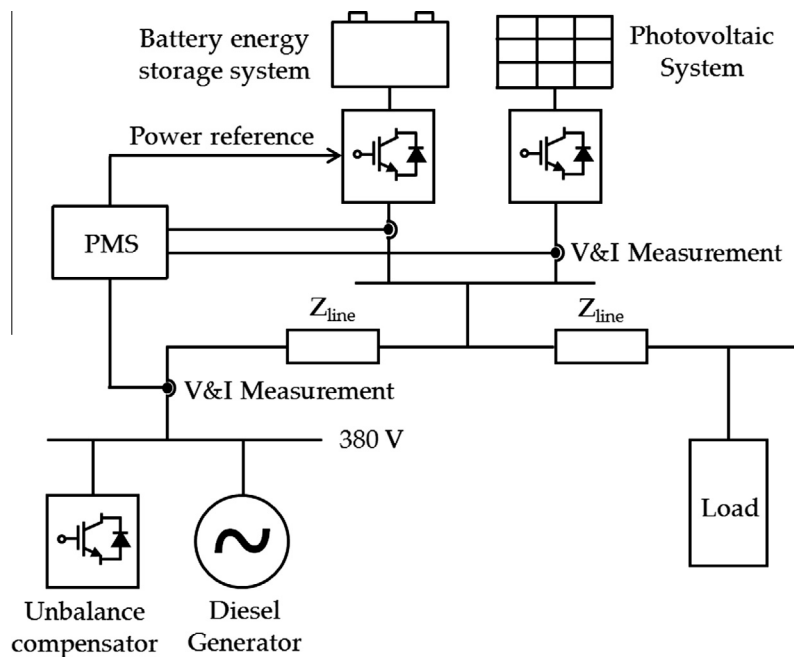 Battery energy
storage system
Photovoltaic
System
Power reference
PMS
V&I Measurement
Zline
Zline
V&I Measurement
380 V
Load
Unbalance
compensator
Diesel
Generator